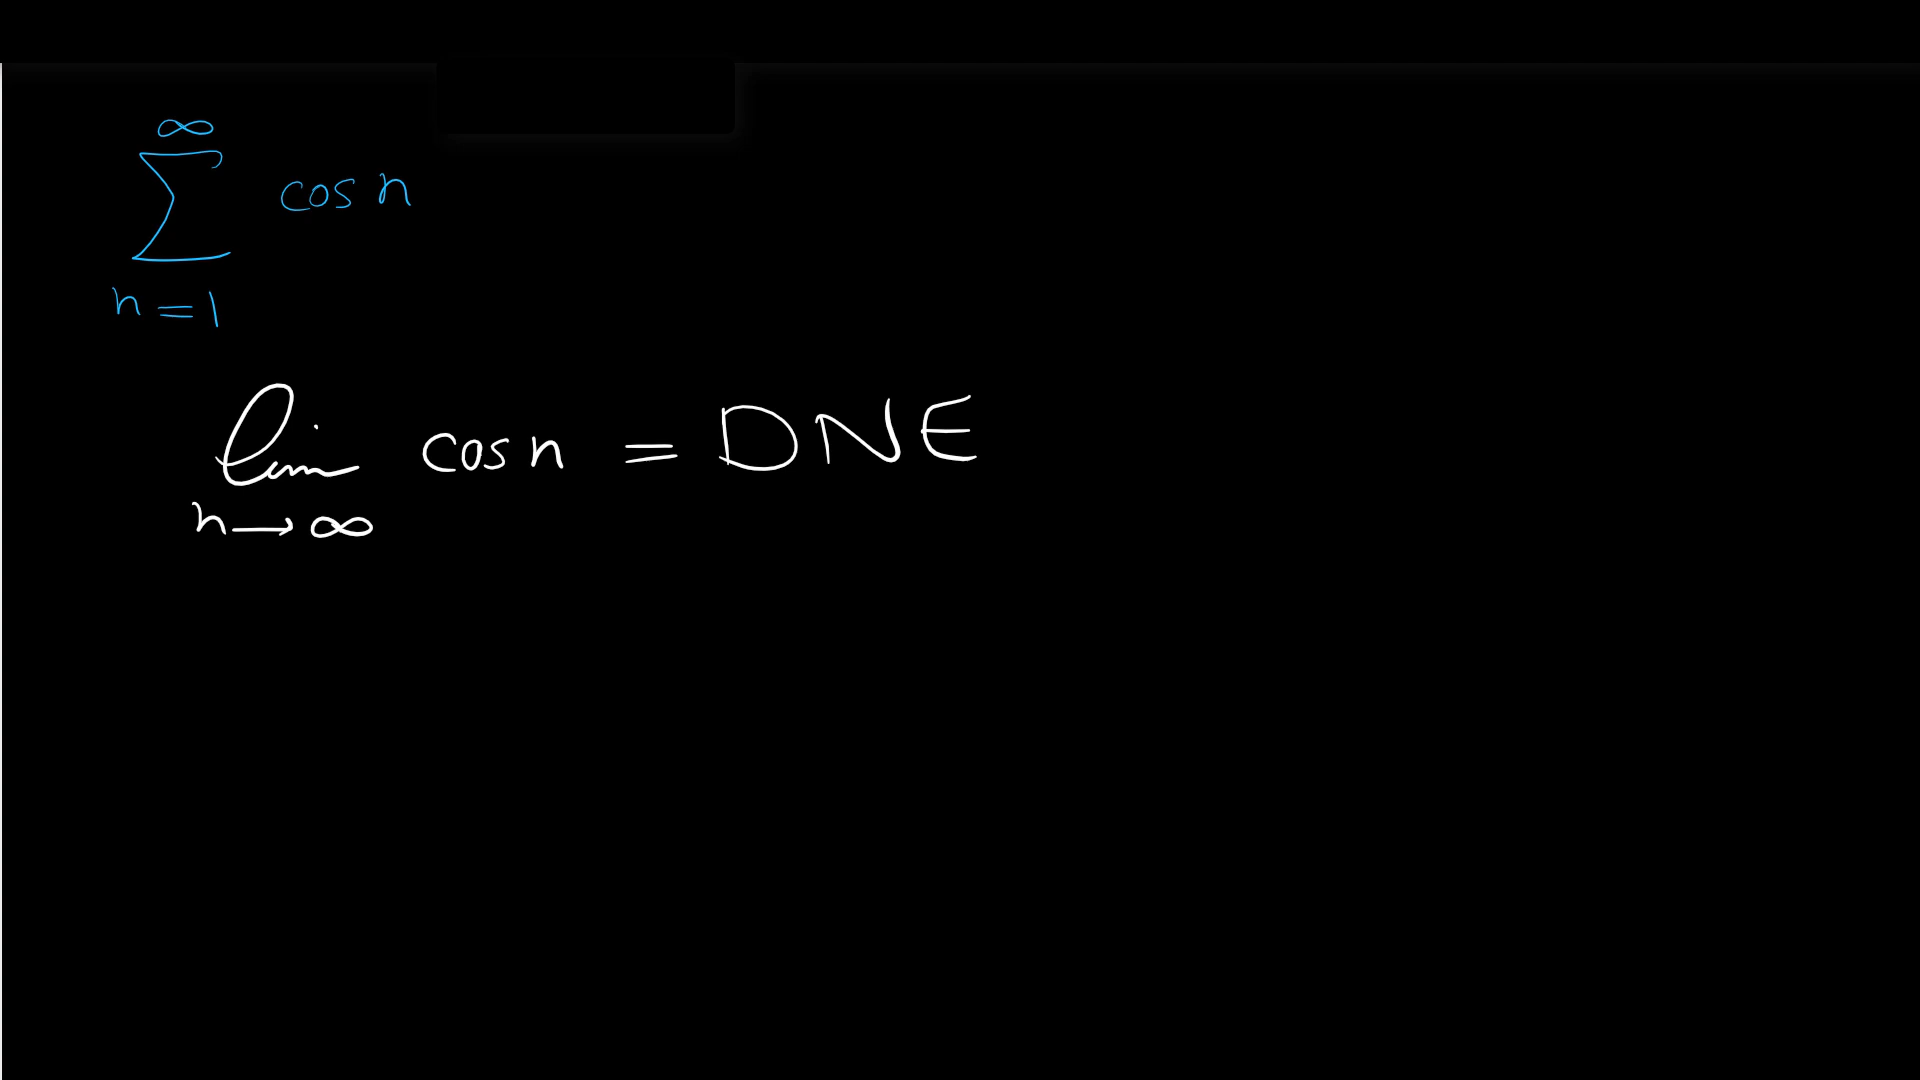 ∞
∑ cos n
n = 1
lim cos n = DNE
n → ∞